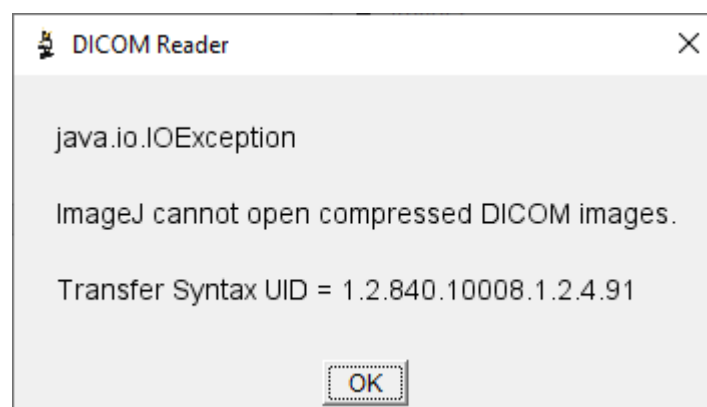 DICOM Reader
java.io.IOException
ImageJ cannot open compressed DICOM images.
Transfer Syntax UID = 1.2.840.10008.1.2.4.91
OK